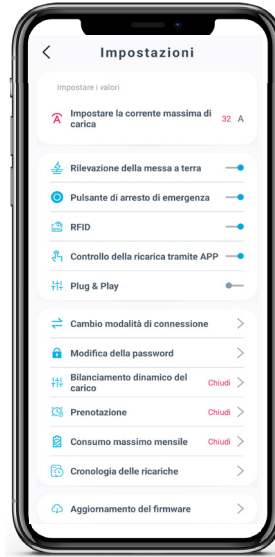 Impostazioni
Impostare i valori
Impostare la corrente massima di
carica
32 A
Rilevazione della messa a terra
Pulsante di arresto di emergenza
RFID
Controllo della ricarica tramite APP
Plug & Play
Cambio modalità di connessione
Modifica della password
Bilanciamento dinamico del
carico
Chiudi
Prenotazione
Chiudi
Consumo massimo mensile
Chiudi
Cronologia delle ricariche
Aggiornamento del firmware